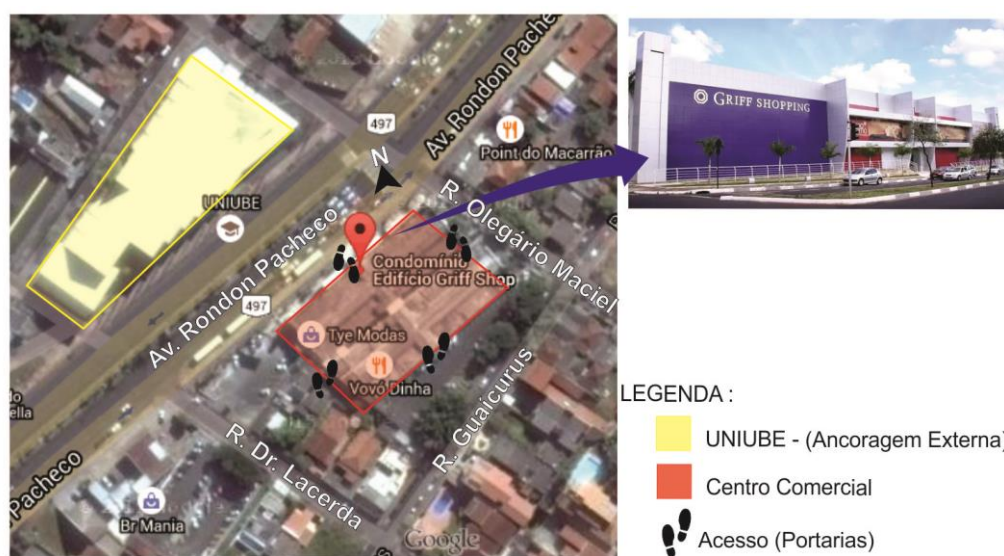 Av. Rondon Pache
497
N
Point do Macarrão
UNIUBE
R. Olegário Maciel
Condomínio
Edifício Griff Shop
Av. Rondon Pacheco
497
Tye Modas
Vovó Dinha
R. Guaicurus
R. Dr. Lacerda
Pacheco
Br Mania
Google
GRIFF SHOPPING
LEGENDA :
UNIUBE - (Ancoragem Externa)
Centro Comercial
Acesso (Portarias)